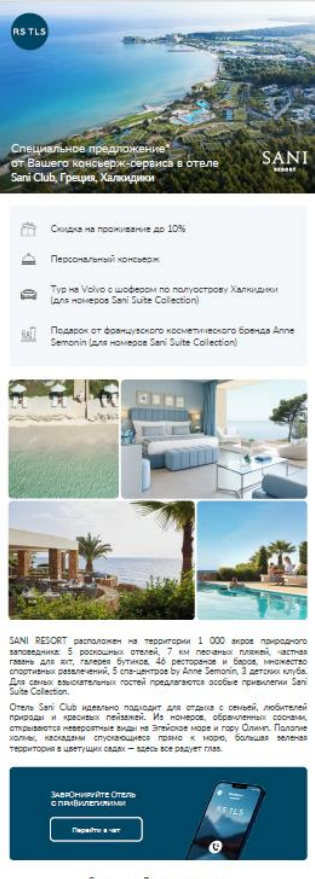 RSTLS
Специальное предложение*
от Вашего консьерж-сервиса в отеле
Sani Club, Греция, Халкидики
SANI
RESORT
Скидка на проживание до 10%
Персональный консьерж
Тур на Volvo с шофером по полуострову Халкидики
(для номеров Sani Suite Collection)
Подарок от французского косметического бренда Anne
Semonin (для номеров Sani Suite Collection)
SANI RESORT расположен на территории 1 000 акров природного
заповедника: 5 роскошных отелей, 7 км песчаных пляжей, частная
гавань для яхт, галерея бутиков, 46 ресторанов и баров, множество
спортивных развлечений, 5 спа-центров by Anne Semonin, 3 детских клуба.
Для самых взыскательных гостей предлагаются особые привилегии Sani
Suite Collection.
Отель Sani Club идеально подходит для отдыха с семьей, любителей
природы и красивых пейзажей. Из номеров, обрамленных соснами,
открываются невероятные виды на Эгейское море и гору Олимп. Пологие
холмы, каскадами спускающиеся прямо к морю, большая зеленая
территория в цветущих садах — здесь все радует глаз.
ЗАБРОНИРУЙТЕ ОТЕЛЬ
С ПРИВИЛЕГИЯМИ
RSTLS
Перейти в чат